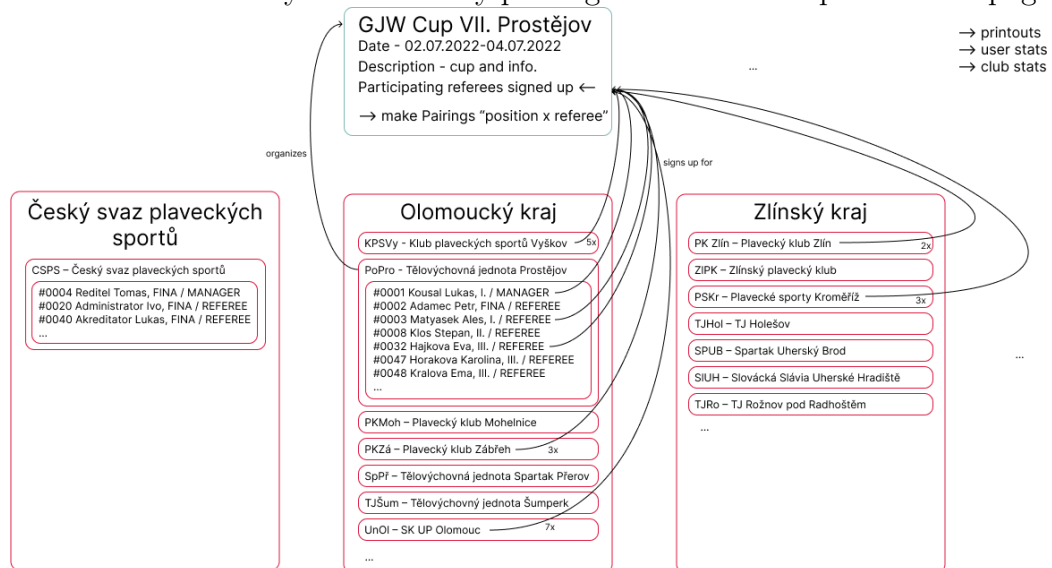 GJW Cup VII. Prostějov
Date - 02.07.2022-04.07.2022
Description - cup and info.
Participating referees signed up ←
→ make Pairings “position x referee”
→ printouts
→ user stats
→ club stats
...
organizes
signs up for
Český svaz plaveckých
sportů
CSPS – Český svaz plaveckých sportů
#0004 Reditel Tomas, FINA / MANAGER
#0020 Administrator Ivo, FINA / REFEREE
#0040 Akreditator Lukas, FINA / REFEREE
...
Olomoucký kraj
KPSVy - Klub plaveckých sportů Vyškov 5x
PoPro - Tělovýchovná jednota Prostějov
#0001 Kousal Lukas, I. / MANAGER
#0002 Adamec Petr, FINA / REFEREE
#0003 Matyasek Ales, I. / REFEREE
#0008 Klos Stepan, II. / REFEREE
#0032 Hajkova Eva, III. / REFEREE
#0047 Horakova Karolina, III. / REFEREE
#0048 Kralova Ema, III. / REFEREE
...
PKMoh – Plavecký klub Mohelnice
PKZá – Plavecký klub Zábřeh 3x
SpPř – Tělovýchovná jednota Spartak Přerov
TJŠum – Tělovýchovný jednota Šumperk
UnOl – SK UP Olomouc 7x
...
Zlínský kraj
PK Zlín – Plavecký klub Zlín 2x
ZlPK – Zlínský plavecký klub
PSKr – Plavecké sporty Kroměříž 3x
TJHol – TJ Holešov
SPUB – Spartak Uherský Brod
SlUH – Slovácká Slávia Uherské Hradiště
TJRo – TJ Rožnov pod Radhoštěm
...
...